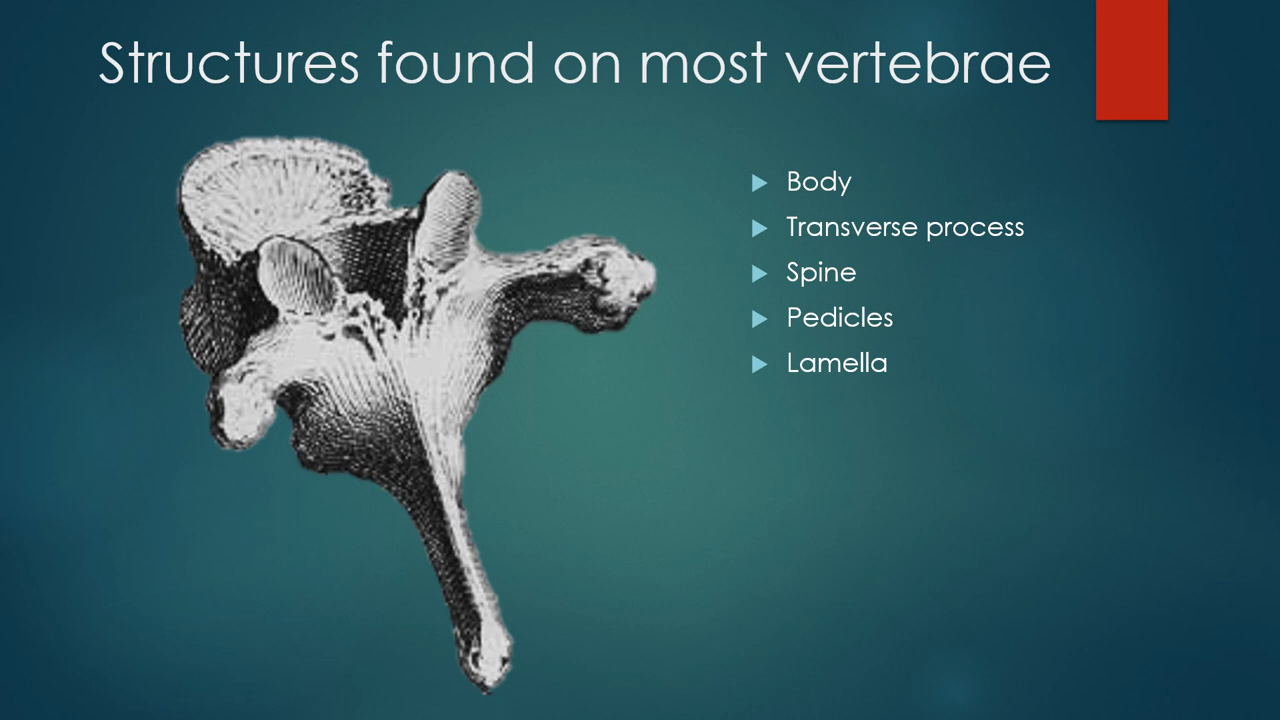 Structures found on most vertebrae
Body
Transverse process
Spine
Pedicles
Lamella